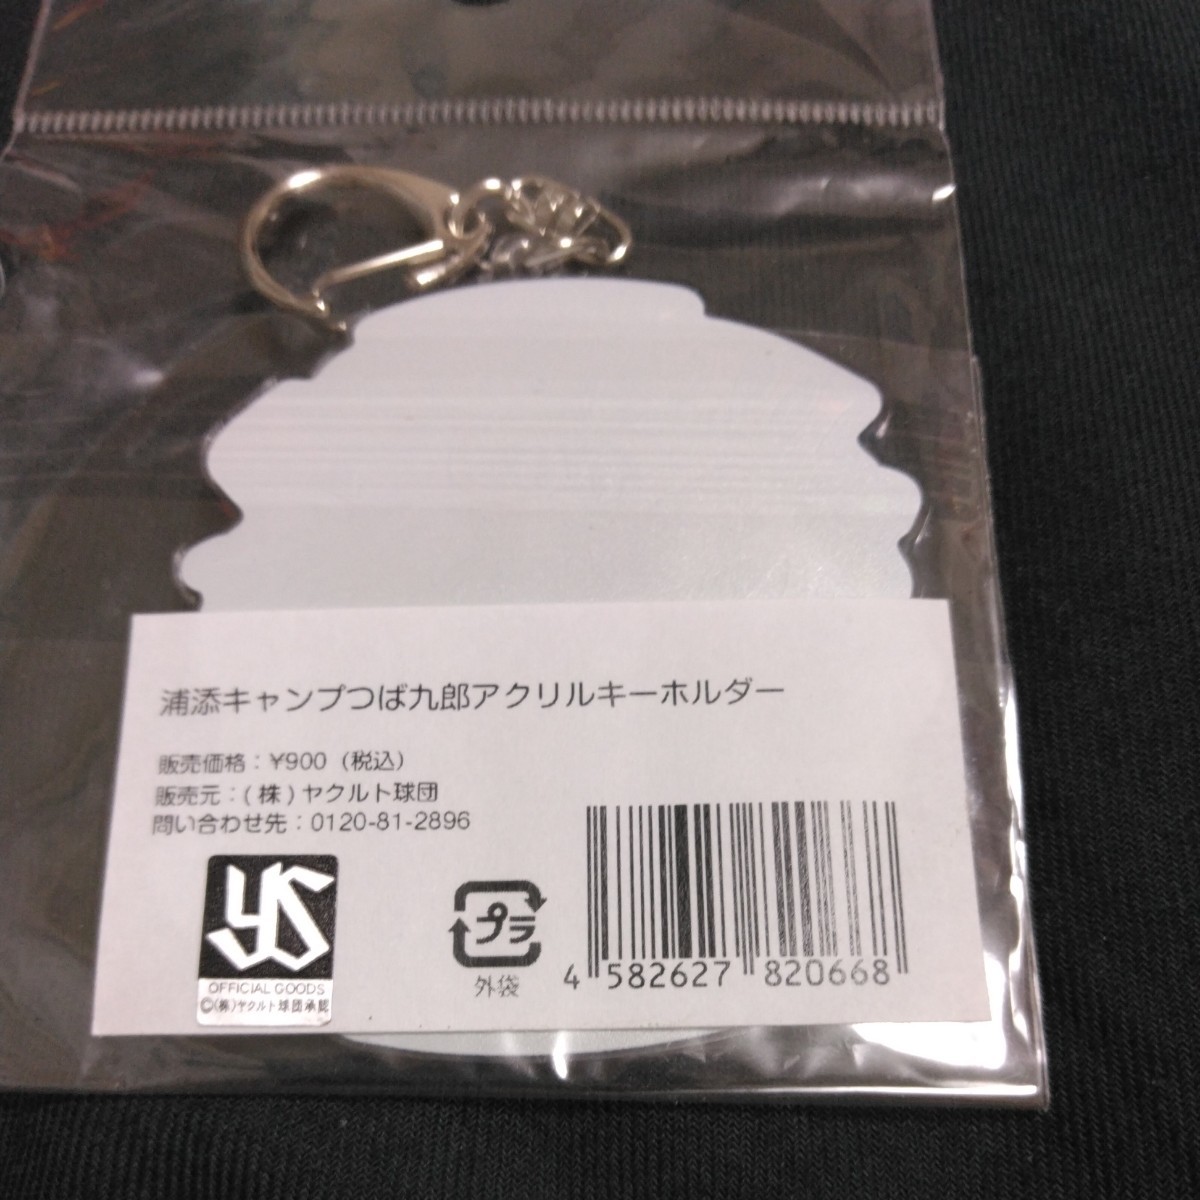 浦添キャンプつば九郎アクリルキーホルダー
販売価格：¥900（税込）
販売元：(株)ヤクルト球団
問い合わせ先：0120-81-2896
YS
OFFICIAL GOODS
©(株)ヤクルト球団承認
プラ
外袋
4 582627 820668